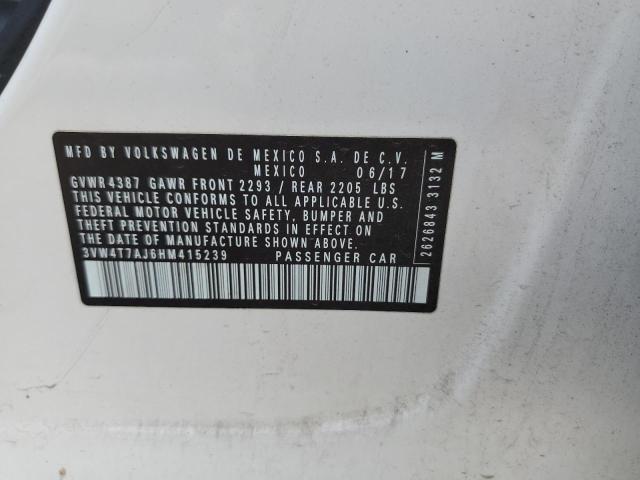 MFD BY VOLKSWAGEN DE MEXICO S.A. DE C.V.
MEXICO 06/17
GVWR 4387 GAWR FRONT 2293 / REAR 2205 LBS
THIS VEHICLE CONFORMS TO ALL APPLICABLE U.S.
FEDERAL MOTOR VEHICLE SAFETY, BUMPER AND
THEFT PREVENTION STANDARDS IN EFFECT ON
THE DATE OF MANUFACTURE SHOWN ABOVE.
3VW4T7AJ6HM415239 PASSENGER CAR
2626843 3132 M